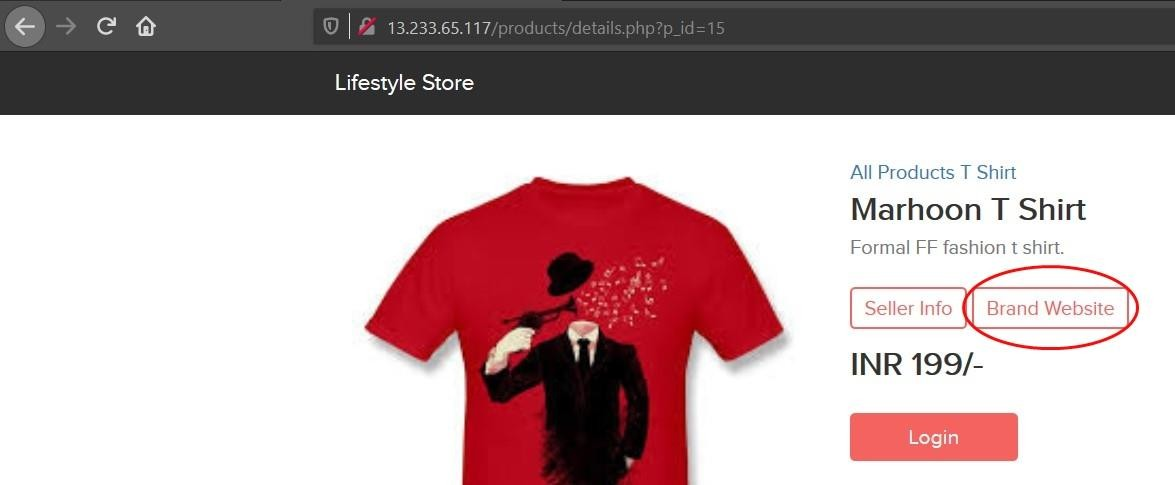 13.233.65.117/products/details.php?p_id=15
Lifestyle Store
All Products T Shirt
Marhoon T Shirt
Formal FF fashion t shirt.
Seller Info Brand Website
INR 199/-
Login